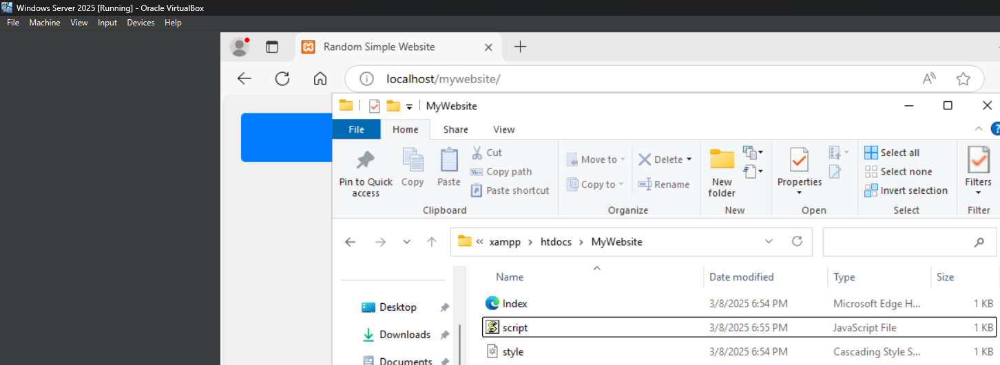 Windows Server 2025 [Running] - Oracle VirtualBox
File Machine View Input Devices Help
Random Simple Website
localhost/mywebsite/
MyWebsite
File Home Share View
Pin to Quick access
Copy
Paste
Cut
Copy path
Paste shortcut
Clipboard
Move to
Copy to
Delete
Rename
Organize
New folder
New
Properties
Open
Select all
Select none
Invert selection
Select
Filters
Filter
« xampp › htdocs › MyWebsite
Name Date modified Type Size
Desktop
Downloads
Documents
Index 3/8/2025 6:54 PM Microsoft Edge H... 1 KB
script 3/8/2025 6:55 PM JavaScript File 1 KB
style 3/8/2025 6:54 PM Cascading Style S... 1 KB